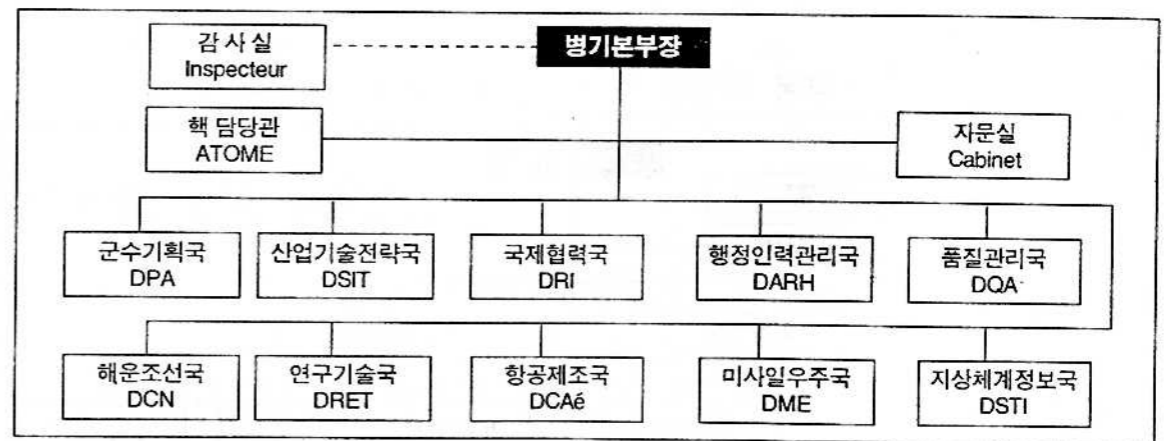 감사실
Inspecteur
병기본부장
핵 담당관
ATOME
자문실
Cabinet
군수기획국
DPA
산업기술전략국
DSIT
국제협력국
DRI
행정인력관리국
DARH
품질관리국
DQA
해운조선국
DCN
연구기술국
DRET
항공제조국
DCAé
미사일우주국
DME
지상체계정보국
DSTI